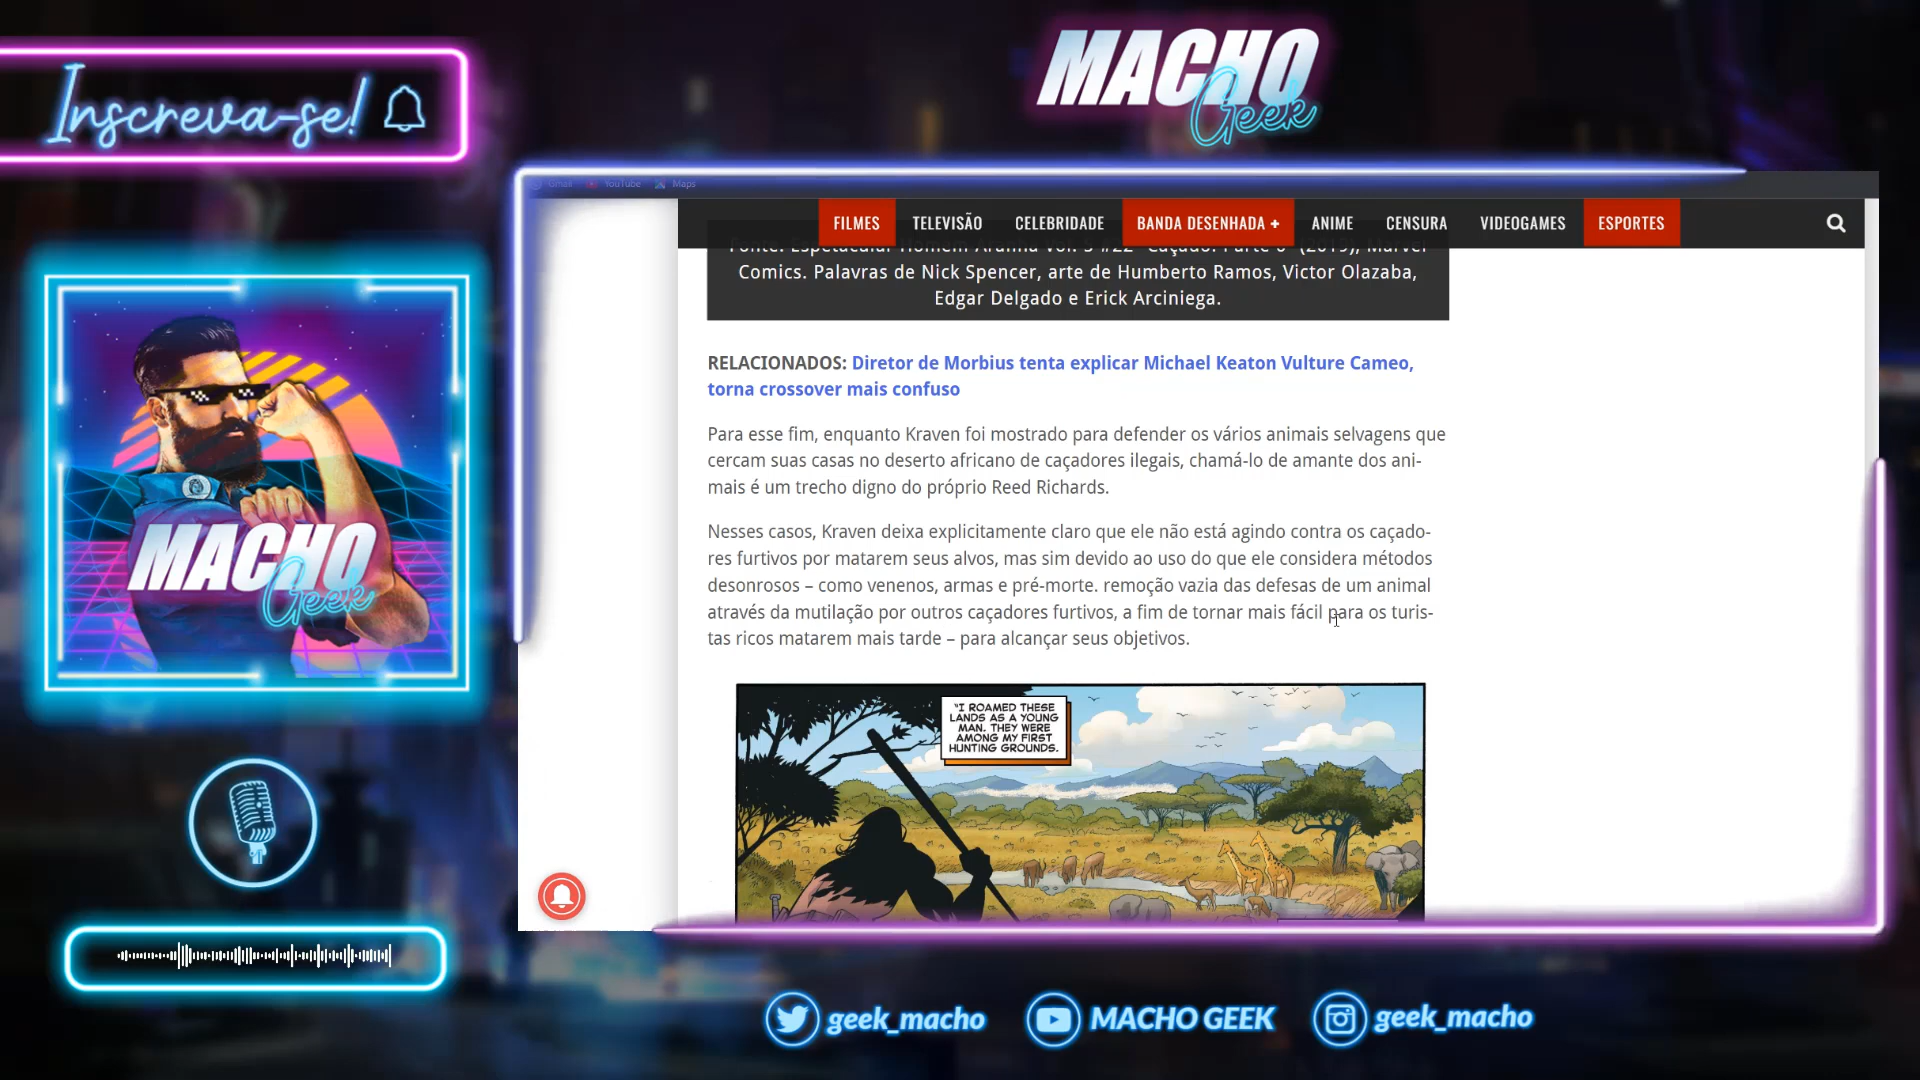 Inscreva-se!
MACHO
Geek
Gmail YouTube Maps
FILMES TELEVISÃO CELEBRIDADE BANDA DESENHADA + ANIME CENSURA VIDEOGAMES ESPORTES
Comics. Palavras de Nick Spencer, arte de Humberto Ramos, Victor Olazaba,
Edgar Delgado e Erick Arciniega.
RELACIONADOS: Diretor de Morbius tenta explicar Michael Keaton Vulture Cameo,
torna crossover mais confuso
Para esse fim, enquanto Kraven foi mostrado para defender os vários animais selvagens que
cercam suas casas no deserto africano de caçadores ilegais, chamá-lo de amante dos ani-
mais é um trecho digno do próprio Reed Richards.
Nesses casos, Kraven deixa explicitamente claro que ele não está agindo contra os caçado-
res furtivos por matarem seus alvos, mas sim devido ao uso do que ele considera métodos
desonrosos – como venenos, armas e pré-morte. remoção vazia das defesas de um animal
através da mutilação por outros caçadores furtivos, a fim de tornar mais fácil para os turis-
tas ricos matarem mais tarde – para alcançar seus objetivos.
"I ROAMED THESE
LANDS AS A YOUNG
MAN. THEY WERE
AMONG MY FIRST
HUNTING GROUNDS.
MACHO
Geek
geek_macho MACHO GEEK geek_macho